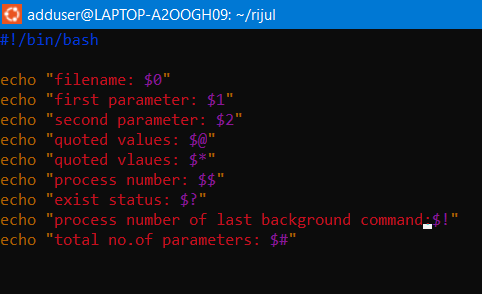 adduser@LAPTOP-A2OOGH09: ~/rijul
#!/bin/bash
echo "filename: $0"
echo "first parameter: $1"
echo "second parameter: $2"
echo "quoted values: $@"
echo "quoted vlaues: $*"
echo "process number: $$"
echo "exist status: $?"
echo "process number of last background command:$!"
echo "total no.of parameters: $#"